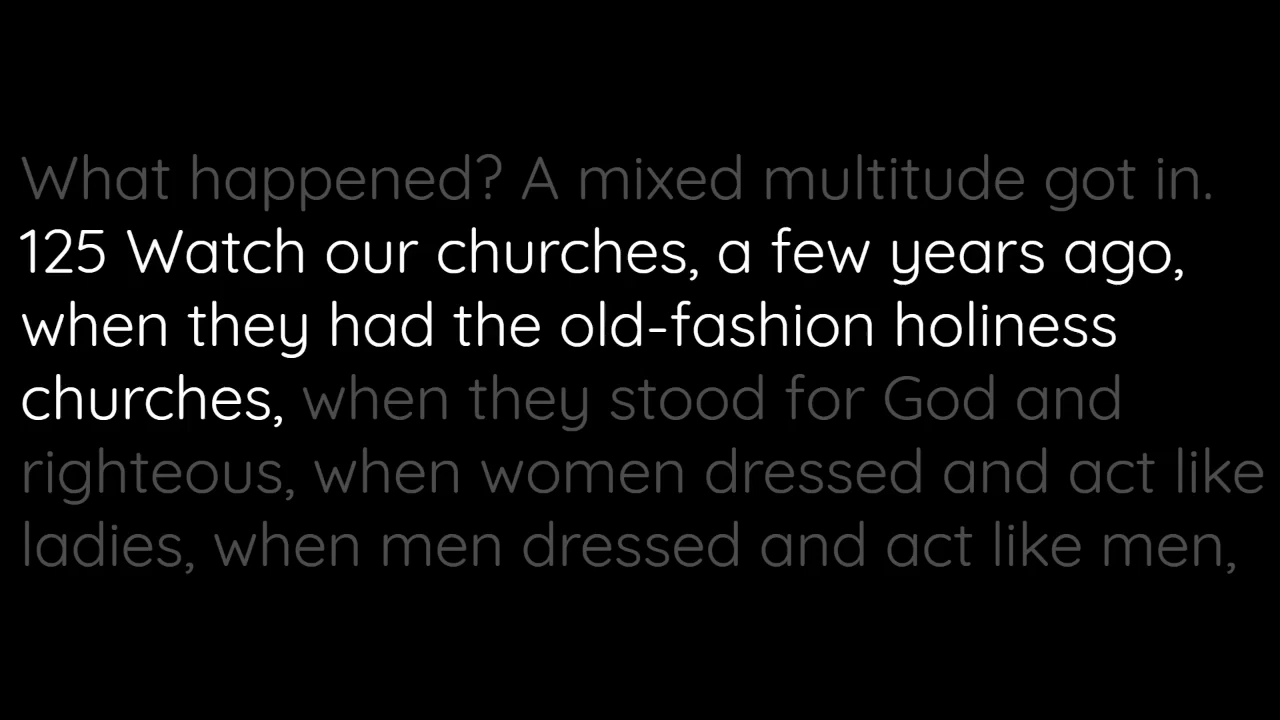 What happened? A mixed multitude got in.
125 Watch our churches, a few years ago,
when they had the old-fashion holiness
churches, when they stood for God and
righteous, when women dressed and act like
ladies, when men dressed and act like men,